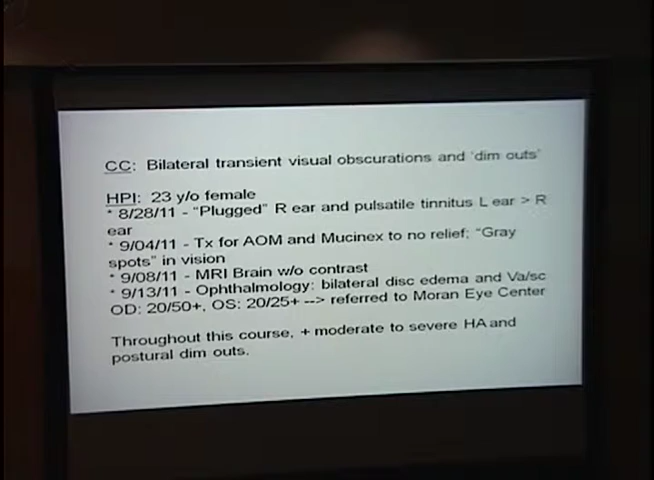 CC: Bilateral transient visual obscurations and 'dim outs'
HPI: 23 y/o female
* 8/28/11 - "Plugged" R ear and pulsatile tinnitus L ear > R
ear
* 9/04/11 - Tx for AOM and Mucinex to no relief; "Gray
spots" in vision
* 9/08/11 - MRI Brain w/o contrast
* 9/13/11 - Ophthalmology: bilateral disc edema and Va/sc
OD: 20/50+, OS: 20/25+ --> referred to Moran Eye Center
Throughout this course, + moderate to severe HA and
postural dim outs.